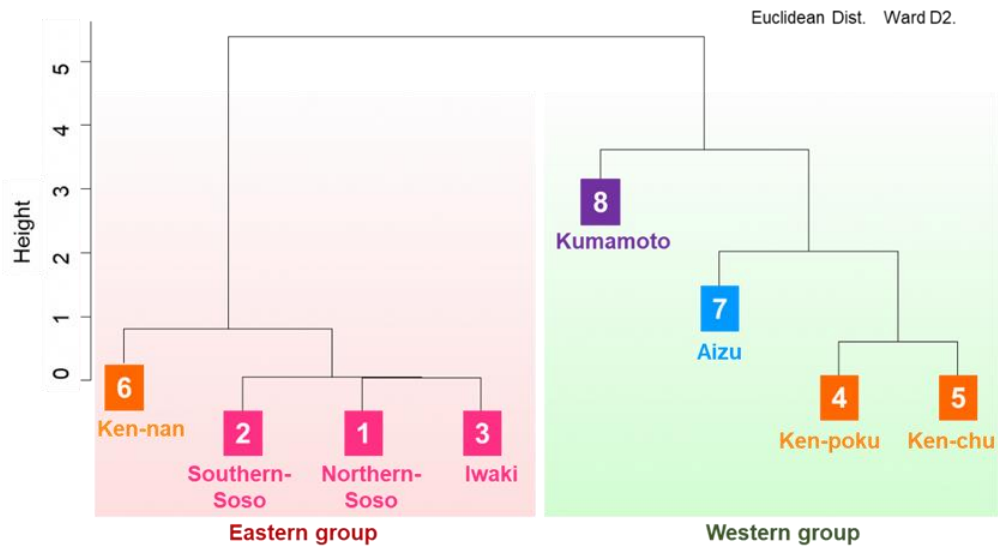 Euclidean Dist. Ward D2.
Height
5
4
3
2
1
0
8
Kumamoto
7
Aizu
6
Ken-nan
4
Ken-poku
5
Ken-chu
2
Southern-
Soso
1
Northern-
Soso
3
Iwaki
Eastern group
Western group